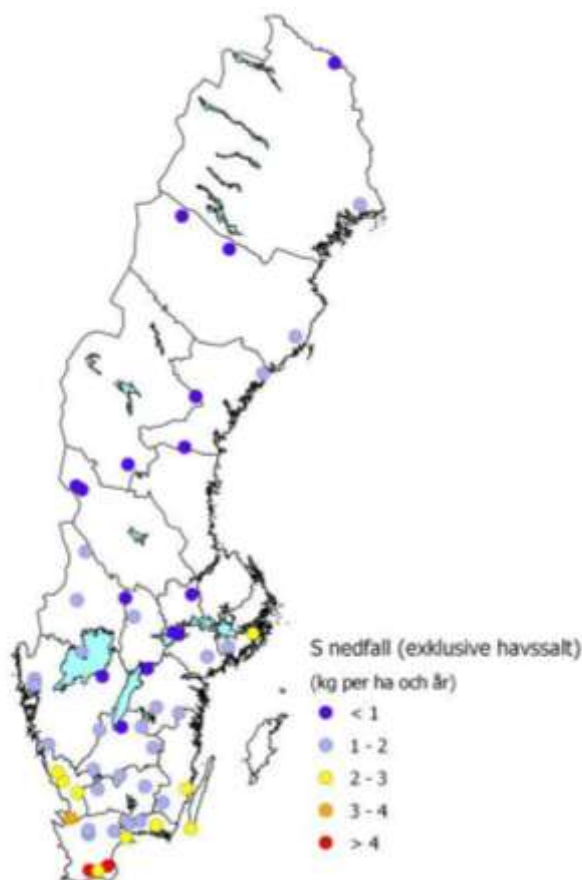 S nedfall (exklusive havssalt)
(kg per ha och år)
< 1
1 - 2
2 - 3
3 - 4
> 4